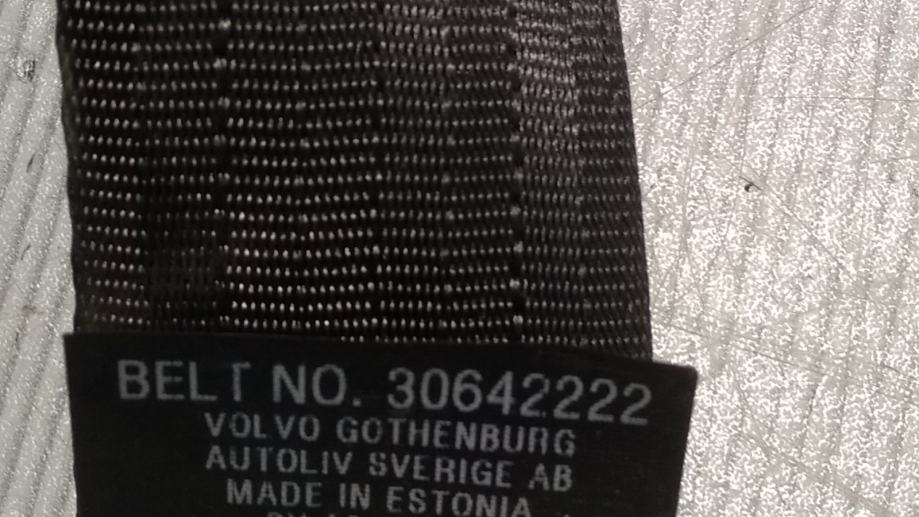 BELT NO. 30642222
VOLVO GOTHENBURG
AUTOLIV SVERIGE AB
MADE IN ESTONIA